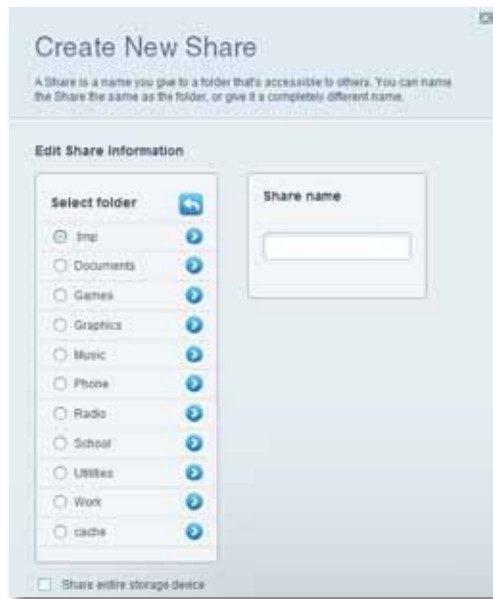 Create New Share
A Share is a name you give to a folder that's accessible to others. You can name
the Share the same as the folder, or give it a completely different name.
Edit Share Information
Select folder
Share name
tmp
Documents
Games
Graphics
Music
Phone
Radio
School
Utilities
Work
cache
Share entire storage device